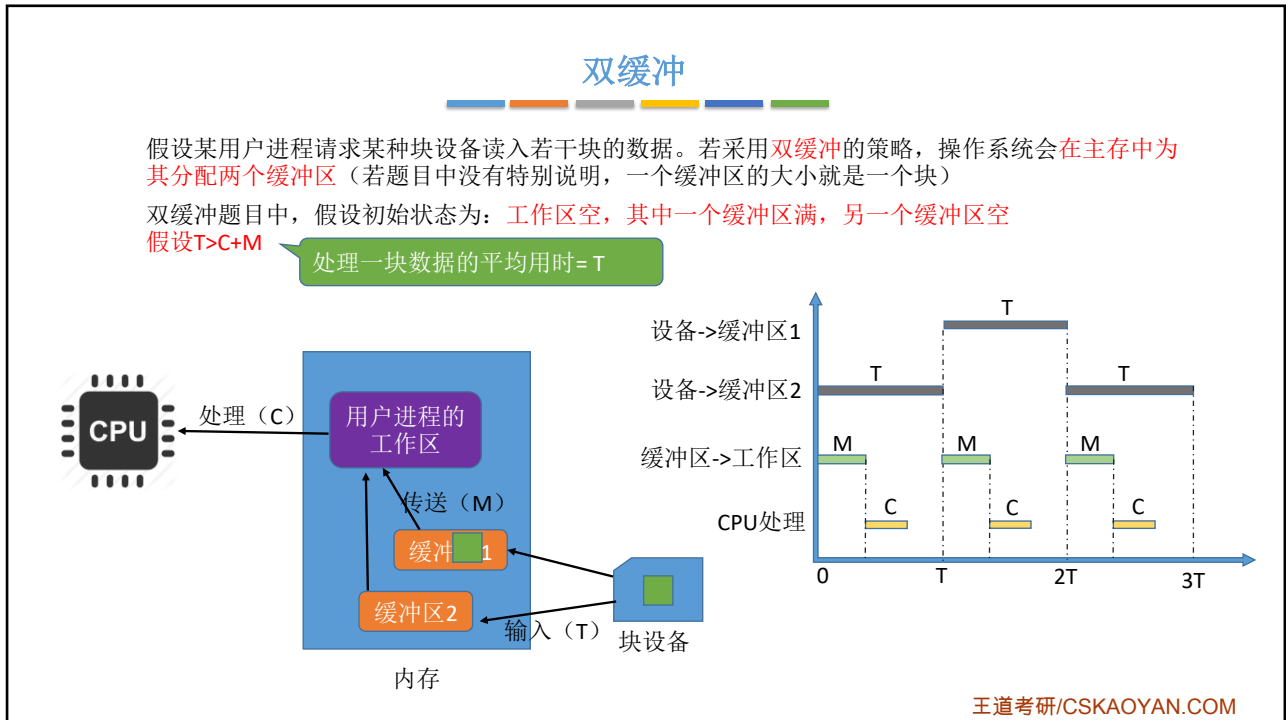 双缓冲
假设某用户进程请求某种块设备读入若干块的数据。若采用双缓冲的策略，操作系统会在主存中为
其分配两个缓冲区（若题目中没有特别说明，一个缓冲区的大小就是一个块）
双缓冲题目中，假设初始状态为：工作区空，其中一个缓冲区满，另一个缓冲区空
假设T>C+M
处理一块数据的平均用时= T
CPU
处理（C）
用户进程的
工作区
传送（M）
缓冲 1
缓冲区2
输入（T）
块设备
内存
设备->缓冲区1
T
设备->缓冲区2
T
T
缓冲区->工作区
M
M
M
CPU处理
C
C
C
0
T
2T
3T
王道考研/CSKAOYAN.COM